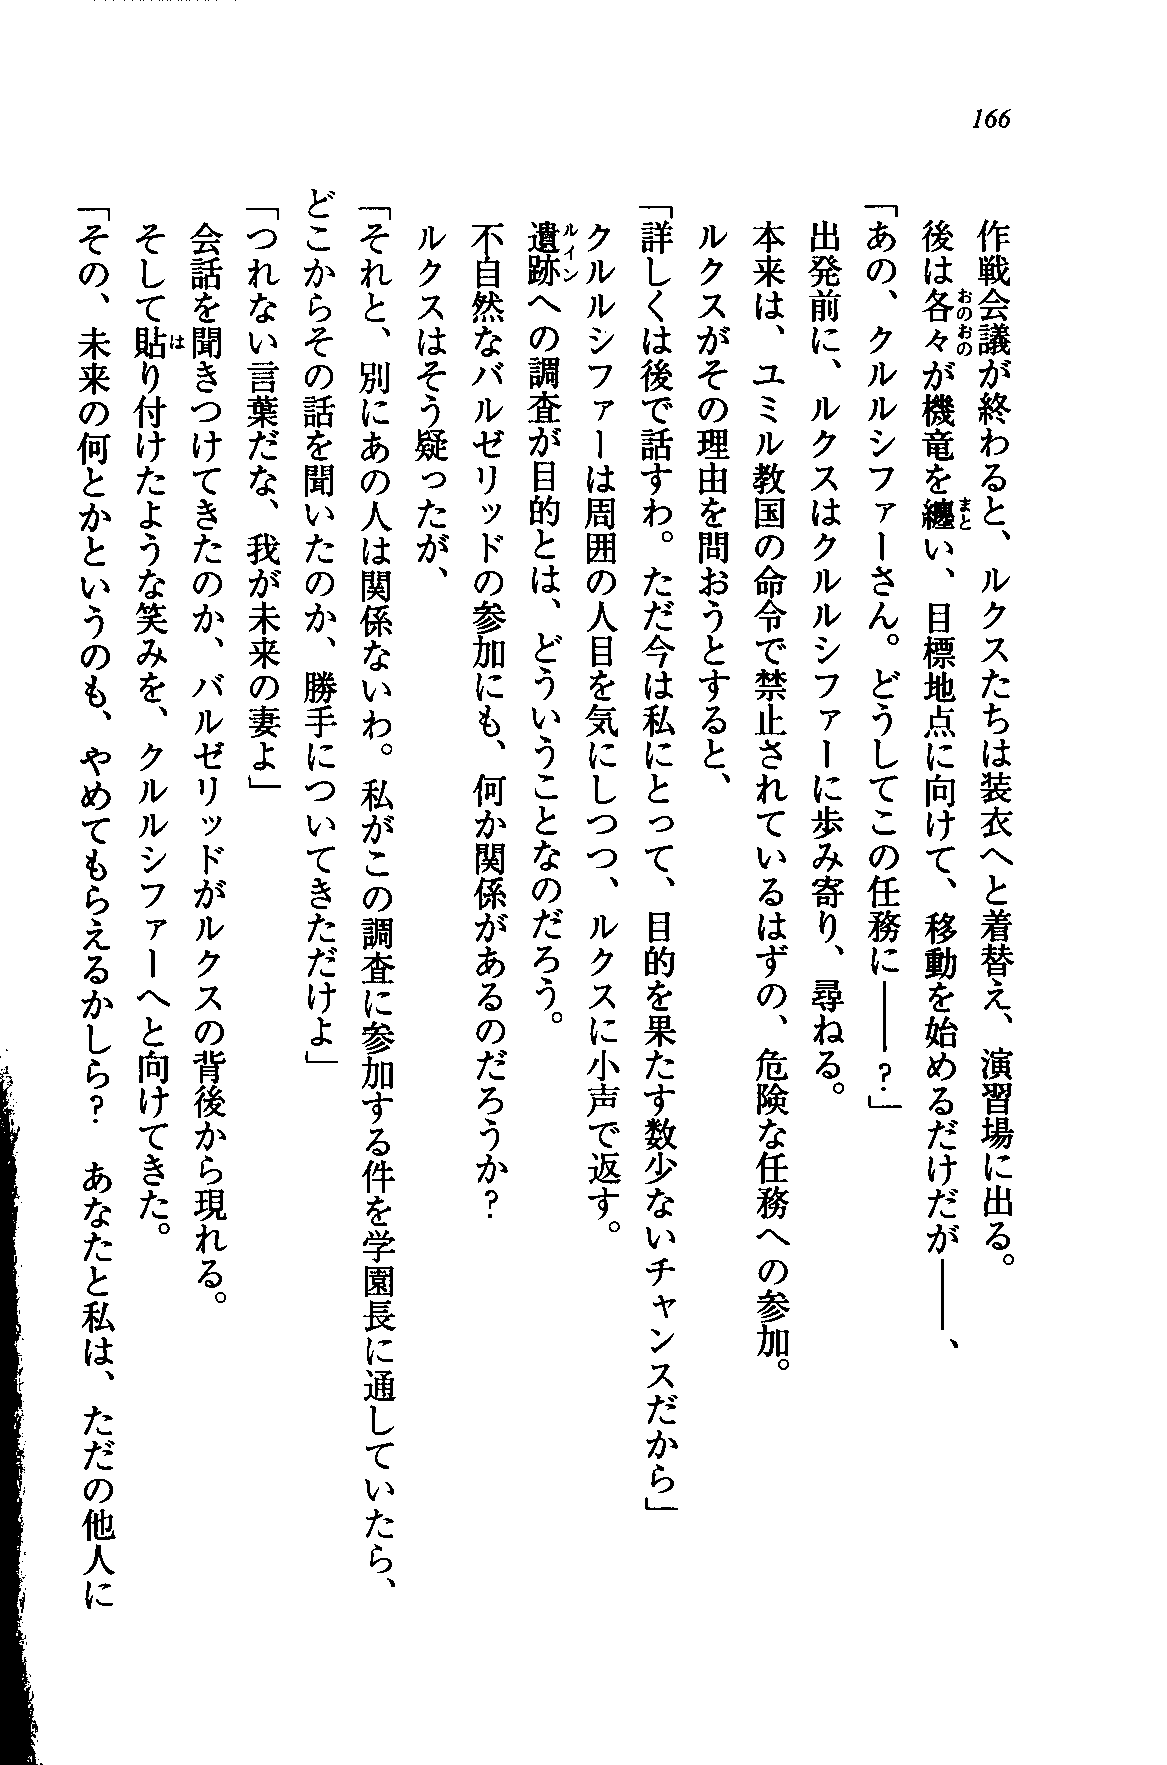 166
作戦会議が終わると、ルクスたちは装衣へと着替え、演習場に出る。
後は各々が機竜を纏い、目標地点に向けて、移動を始めるだけだが――、
おのおの
まと
「あの、クルルシファーさん。どうしてこの任務に――？」
出発前に、ルクスはクルルシファーに歩み寄り、尋ねる。
本来は、ユミル教国の命令で禁止されているはずの、危険な任務への参加。
ルクスがその理由を問おうとすると、
「詳しくは後で話すわ。ただ今は私にとって、目的を果たす数少ないチャンスだから」
クルルシファーは周囲の人目を気にしつつ、ルクスに小声で返す。
遺跡への調査が目的とは、どういうことなのだろう。
ルイン
不自然なバルゼリッドの参加にも、何か関係があるのだろうか？
ルクスはそう疑ったが、
「それと、別にあの人は関係ないわ。私がこの調査に参加する件を学園長に通していたら、
どこからその話を聞いたのか、勝手についてきただけよ」
「つれない言葉だな、我が未来の妻よ」
会話を聞きつけてきたのか、バルゼリッドがルクスの背後から現れる。
そして貼り付けたような笑みを、クルルシファーへと向けてきた。
は
「その、未来の何とかというのも、やめてもらえるかしら？　あなたと私は、ただの他人に